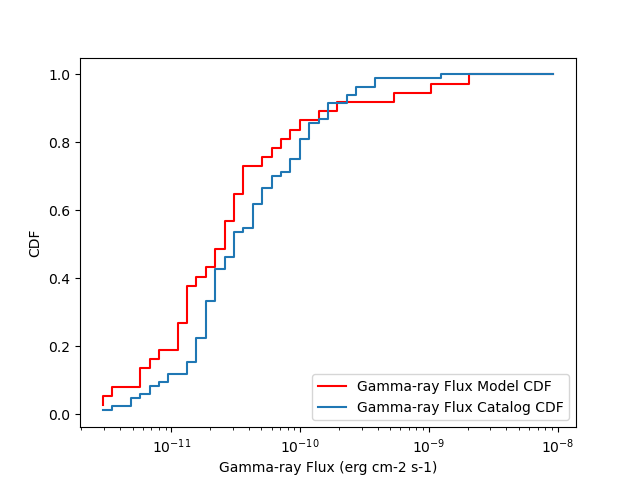 1.0
0.8
0.6
0.4
0.2
0.0
CDF
10⁻¹¹ 10⁻¹⁰ 10⁻⁹ 10⁻⁸
Gamma-ray Flux (erg cm-2 s-1)
Gamma-ray Flux Model CDF
Gamma-ray Flux Catalog CDF